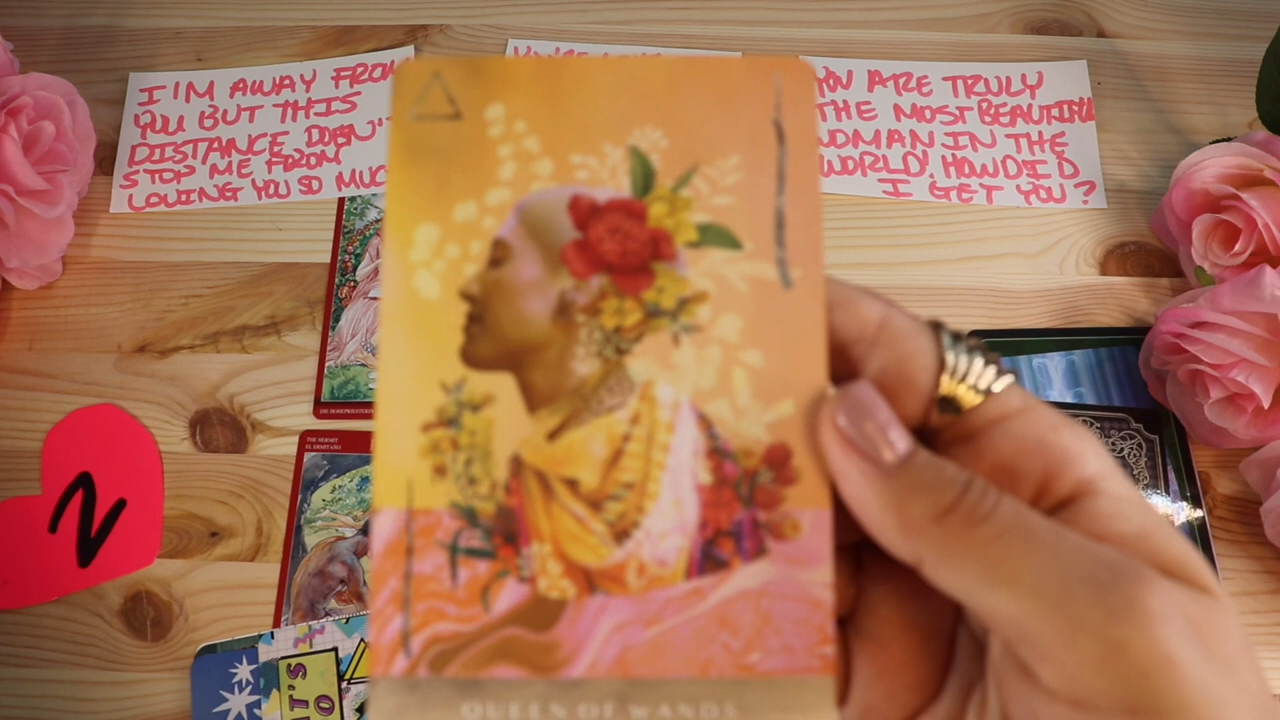 I'M AWAY FROM
YOU BUT THIS
DISTANCE DOESN'T
STOP ME FROM
LOVING YOU SO MUC
YOU ARE TRULY
THE MOST BEAUTIFUL
WOMAN IN THE
WORLD! HOW DID
I GET YOU?
THE HERMIT
EL ERMITAÑO
2
QUEEN OF WANDS